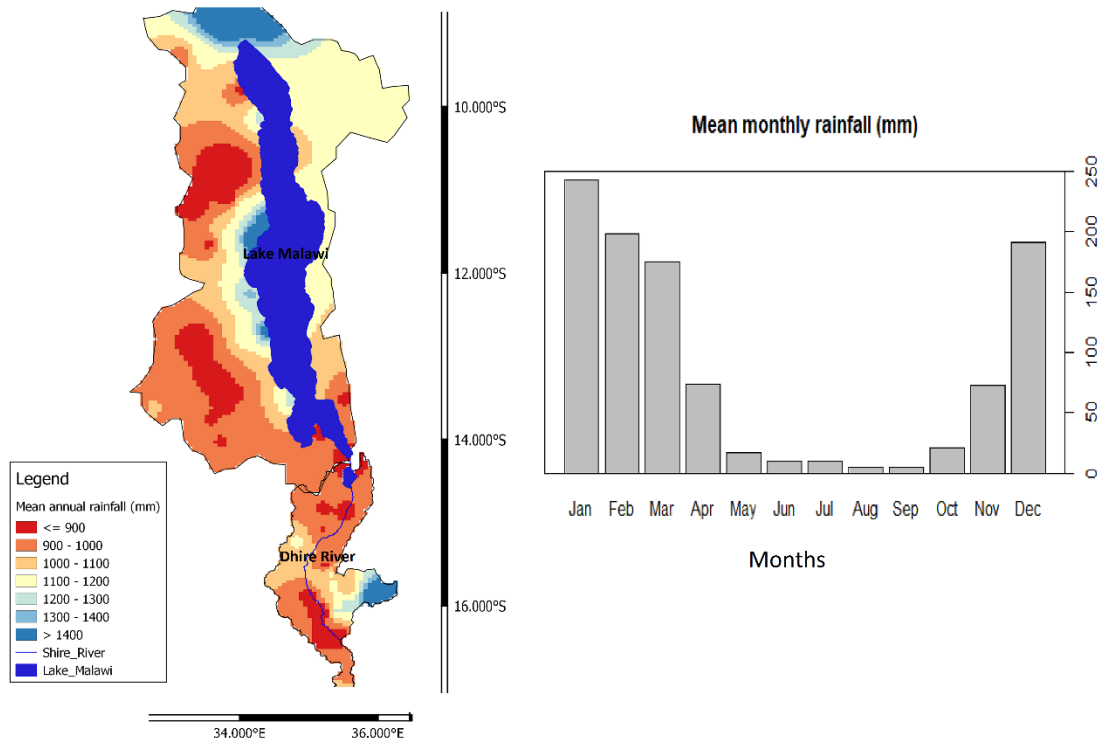 10.000°S
Lake Malawi
12.000°S
14.000°S
Dhire River
16.000°S
34.000°E
36.000°E
Legend
Mean annual rainfall (mm)
<= 900
900 - 1000
1000 - 1100
1100 - 1200
1200 - 1300
1300 - 1400
> 1400
Shire_River
Lake_Malawi
Mean monthly rainfall (mm)
250
200
150
100
50
0
Jan Feb Mar Apr May Jun Jul Aug Sep Oct Nov Dec
Months